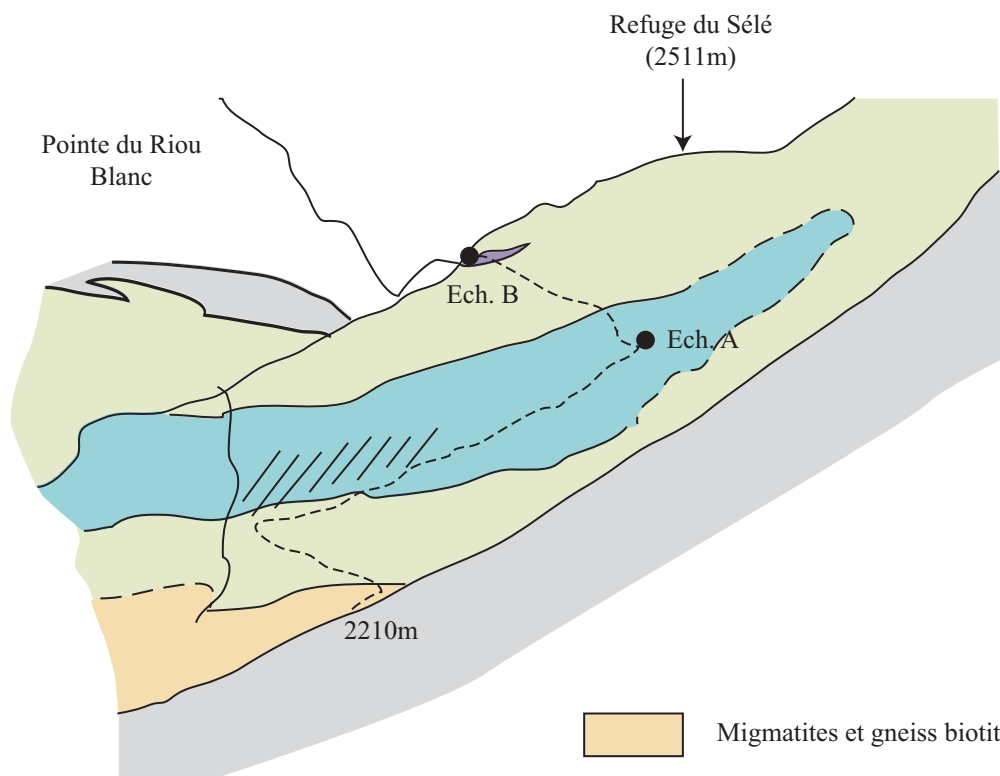 Refuge du Sélé
(2511m)
Pointe du Riou
Blanc
Ech. B
Ech. A
2210m
Migmatites et gneiss biotit